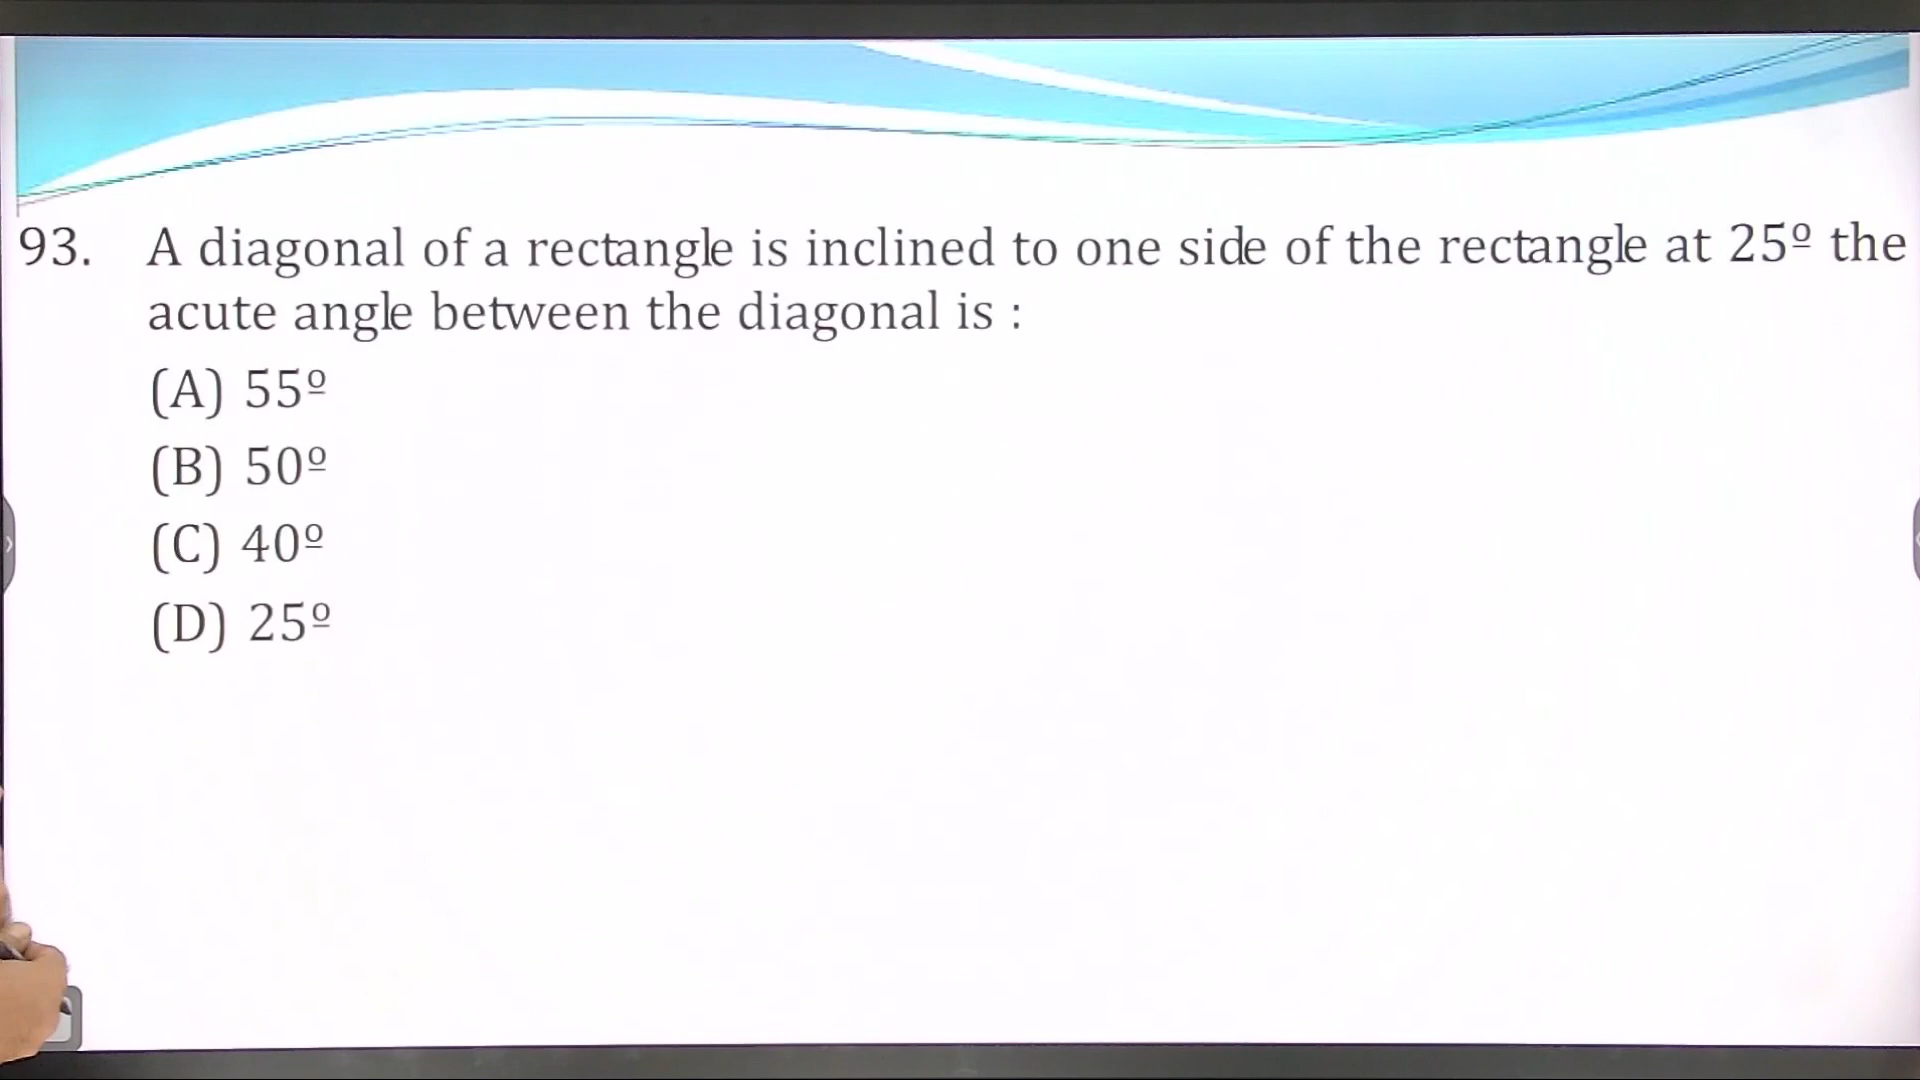 93. A diagonal of a rectangle is inclined to one side of the rectangle at 25º the
acute angle between the diagonal is :
(A) 55º
(B) 50º
(C) 40º
(D) 25º